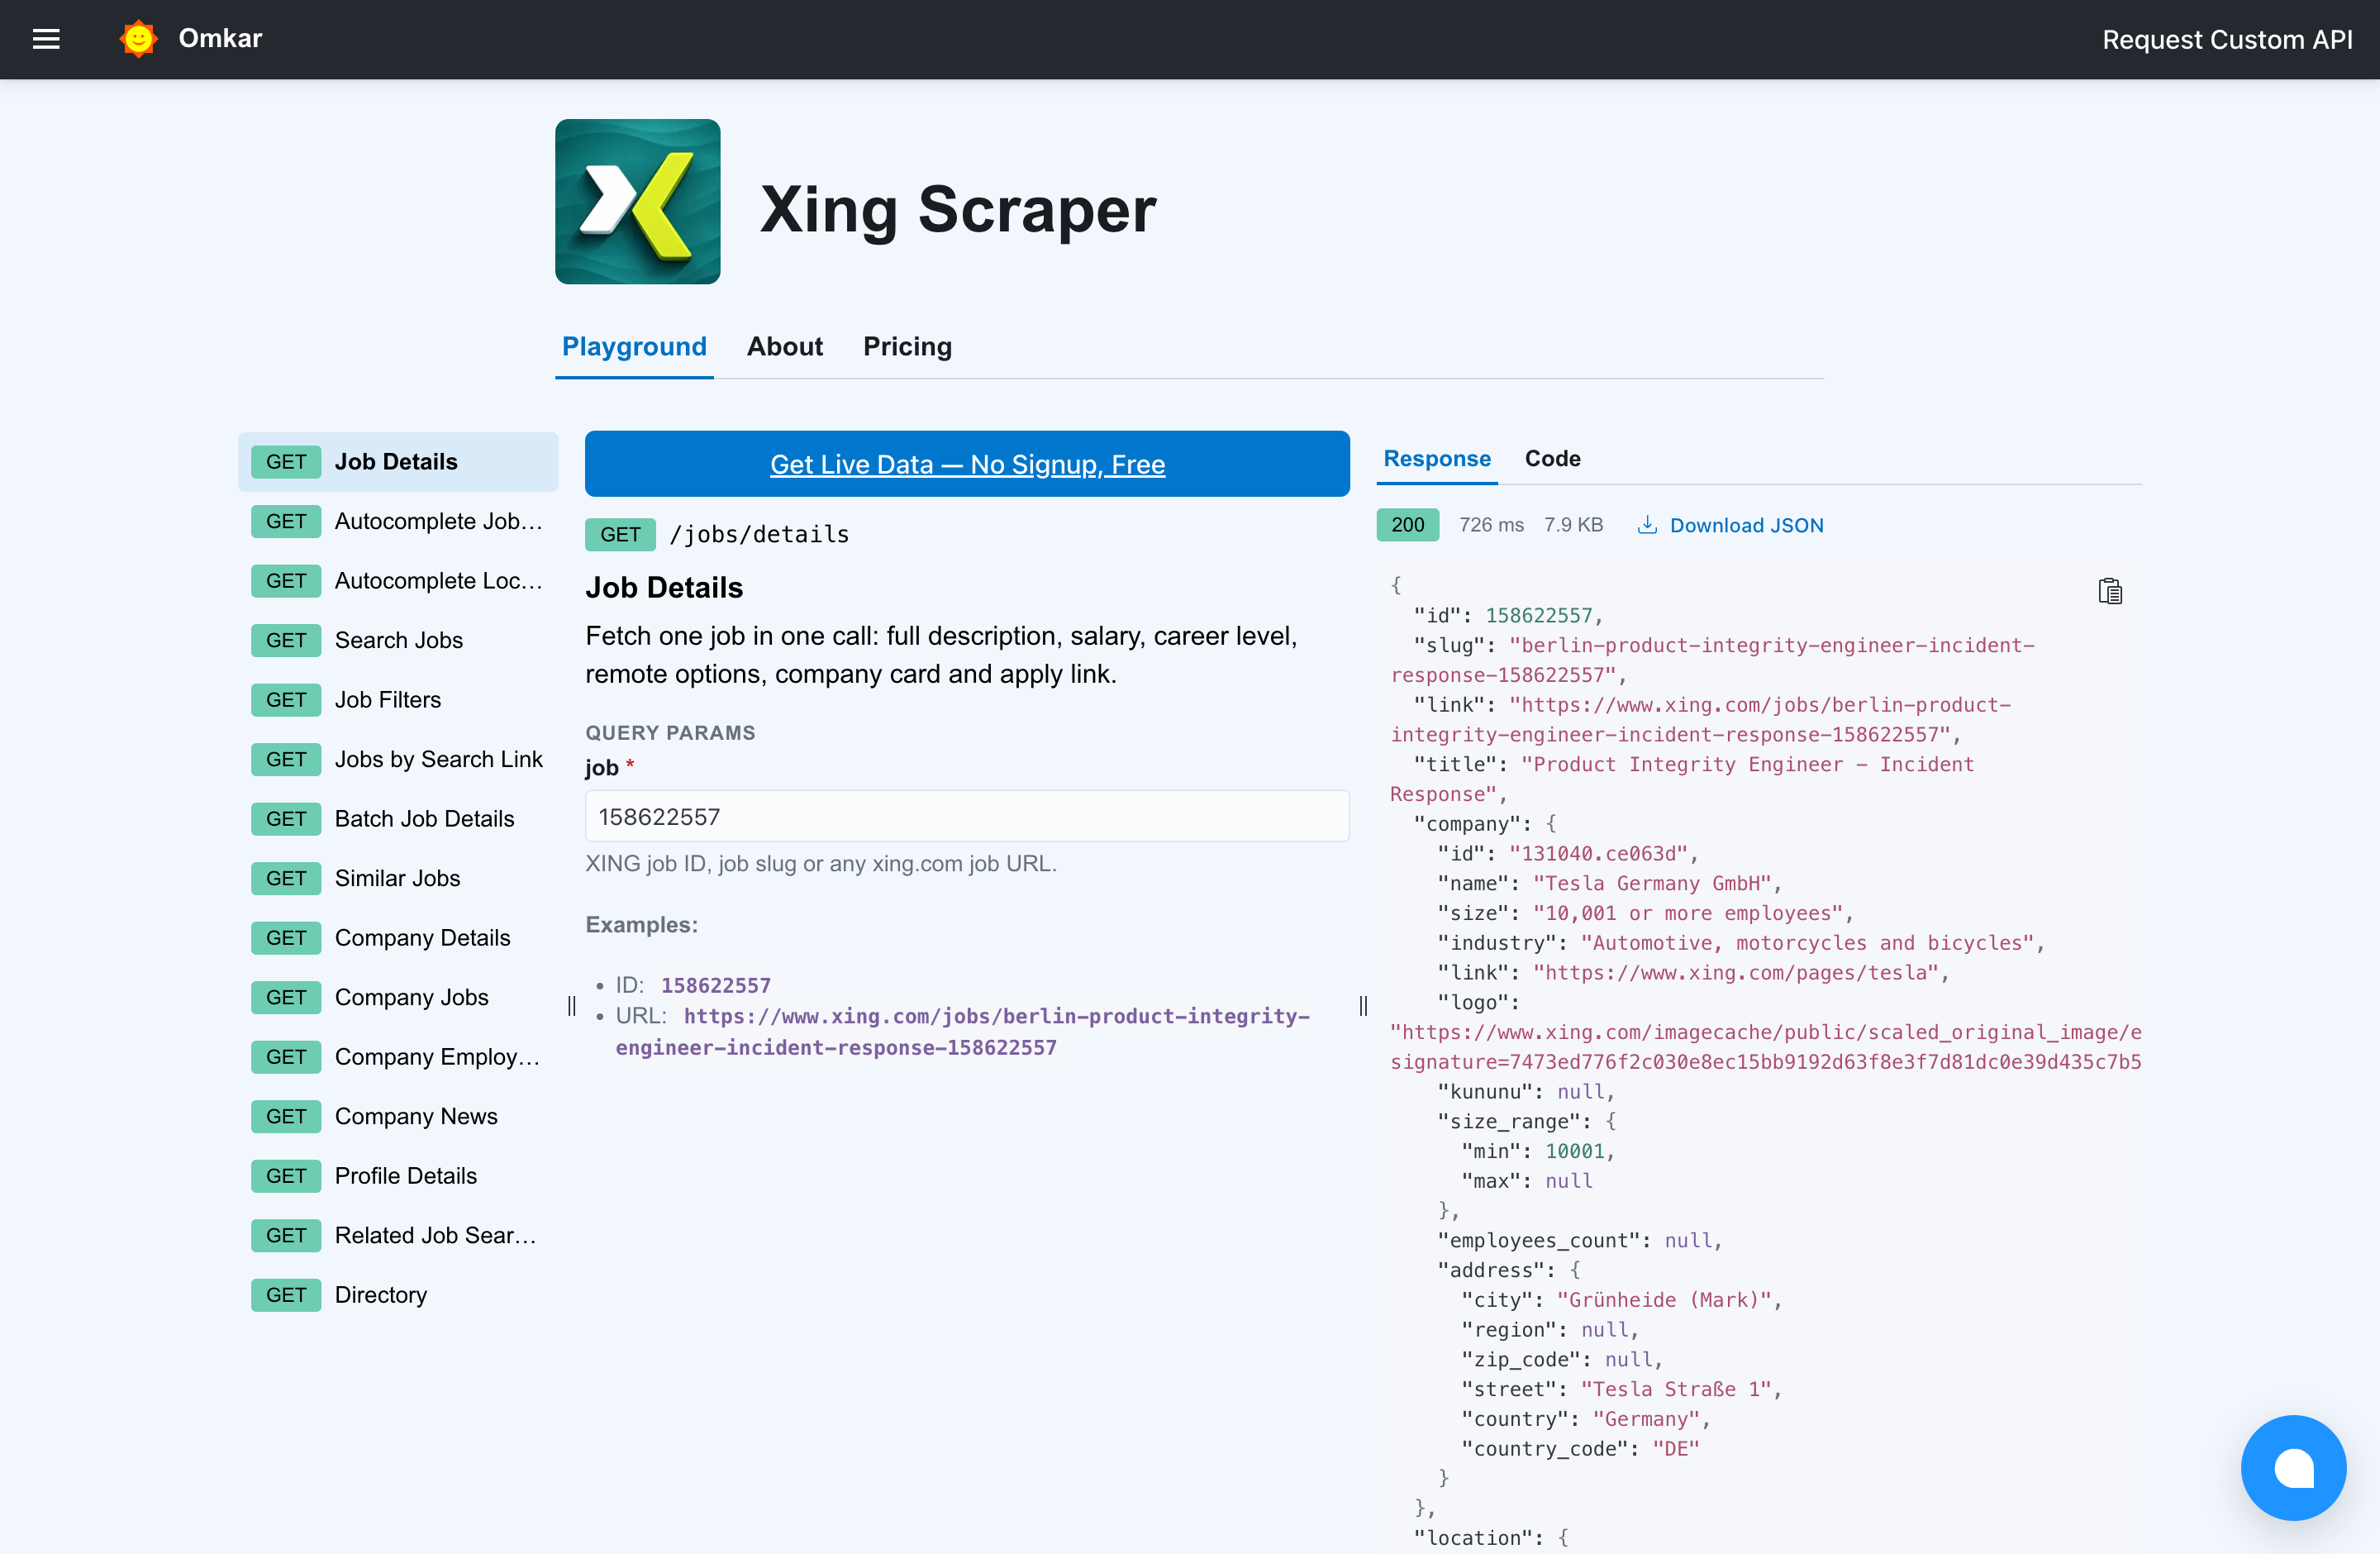 Omkar
Request Custom API
Xing Scraper
Playground
About
Pricing
GET Job Details
GET Autocomplete Job…
GET Autocomplete Loc…
GET Search Jobs
GET Job Filters
GET Jobs by Search Link
GET Batch Job Details
GET Similar Jobs
GET Company Details
GET Company Jobs
GET Company Employ…
GET Company News
GET Profile Details
GET Related Job Sear…
GET Directory
Get Live Data — No Signup, Free
GET /jobs/details
Job Details
Fetch one job in one call: full description, salary, career level,
remote options, company card and apply link.
QUERY PARAMS
job *
158622557
XING job ID, job slug or any xing.com job URL.
Examples:
• ID: 158622557
• URL: https://www.xing.com/jobs/berlin-product-integrity-
engineer-incident-response-158622557
Response
Code
200 726 ms 7.9 KB Download JSON
{
"id": 158622557,
"slug": "berlin-product-integrity-engineer-incident-
response-158622557",
"link": "https://www.xing.com/jobs/berlin-product-
integrity-engineer-incident-response-158622557",
"title": "Product Integrity Engineer – Incident
Response",
"company": {
"id": "131040.ce063d",
"name": "Tesla Germany GmbH",
"size": "10,001 or more employees",
"industry": "Automotive, motorcycles and bicycles",
"link": "https://www.xing.com/pages/tesla",
"logo":
"https://www.xing.com/imagecache/public/scaled_original_image/e
signature=7473ed776f2c030e8ec15bb9192d63f8e3f7d81dc0e39d435c7b5
"kununu": null,
"size_range": {
"min": 10001,
"max": null
},
"employees_count": null,
"address": {
"city": "Grünheide (Mark)",
"region": null,
"zip_code": null,
"street": "Tesla Straße 1",
"country": "Germany",
"country_code": "DE"
}
},
"location": {